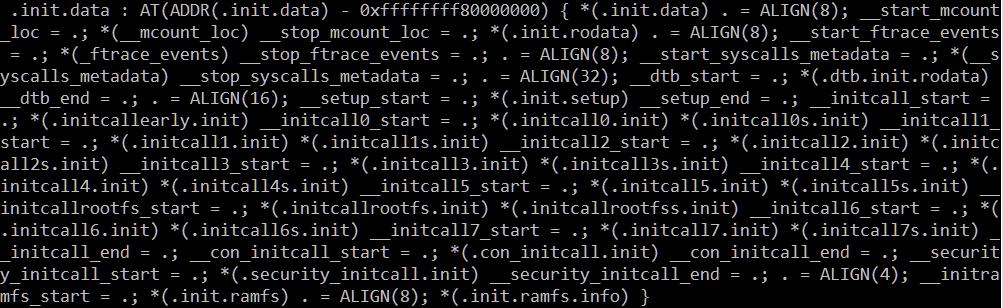 .init.data : AT(ADDR(.init.data) - 0xffffffff80000000) { *(.init.data) . = ALIGN(8); __start_mcount
_loc = .; *(__mcount_loc) __stop_mcount_loc = .; *(.init.rodata) . = ALIGN(8); __start_ftrace_events
= .; *(_ftrace_events) __stop_ftrace_events = .; . = ALIGN(8); __start_syscalls_metadata = .; *(__s
yscalls_metadata) __stop_syscalls_metadata = .; . = ALIGN(32); __dtb_start = .; *(.dtb.init.rodata)
__dtb_end = .; . = ALIGN(16); __setup_start = .; *(.init.setup) __setup_end = .; __initcall_start =
.; *(.initcallearly.init) __initcall0_start = .; *(.initcall0.init) *(.initcall0s.init) __initcall1_
start = .; *(.initcall1.init) *(.initcall1s.init) __initcall2_start = .; *(.initcall2.init) *(.initc
all2s.init) __initcall3_start = .; *(.initcall3.init) *(.initcall3s.init) __initcall4_start = .; *(.
initcall4.init) *(.initcall4s.init) __initcall5_start = .; *(.initcall5.init) *(.initcall5s.init) __
initcallrootfs_start = .; *(.initcallrootfs.init) *(.initcallrootfss.init) __initcall6_start = .; *(
.initcall6.init) *(.initcall6s.init) __initcall7_start = .; *(.initcall7.init) *(.initcall7s.init) _
_initcall_end = .; __con_initcall_start = .; *(.con_initcall.init) __con_initcall_end = .; __securit
y_initcall_start = .; *(.security_initcall.init) __security_initcall_end = .; . = ALIGN(4); __initra
mfs_start = .; *(.init.ramfs) . = ALIGN(8); *(.init.ramfs.info) }